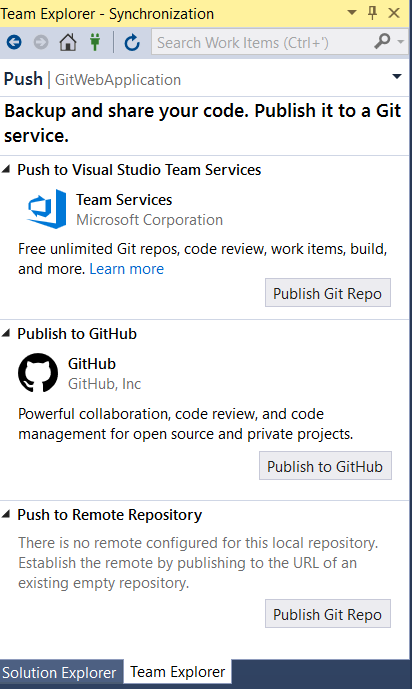 Team Explorer - Synchronization
Search Work Items (Ctrl+')
Push | GitWebApplication
Backup and share your code. Publish it to a Git
service.
Push to Visual Studio Team Services
Team Services
Microsoft Corporation
Free unlimited Git repos, code review, work items, build,
and more. Learn more
Publish Git Repo
Publish to GitHub
GitHub
GitHub, Inc
Powerful collaboration, code review, and code
management for open source and private projects.
Publish to GitHub
Push to Remote Repository
There is no remote configured for this local repository.
Establish the remote by publishing to the URL of an
existing empty repository.
Publish Git Repo
Solution Explorer
Team Explorer